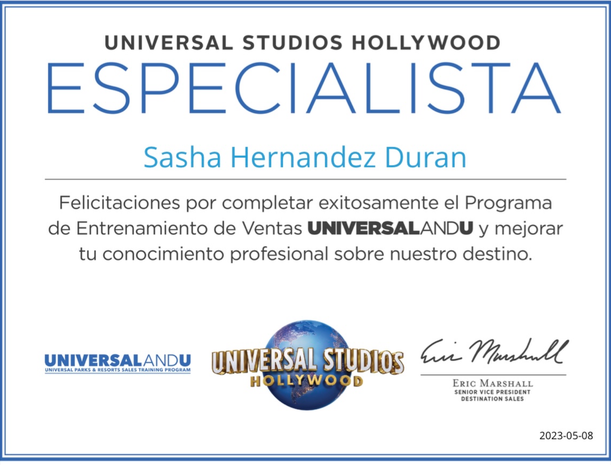 UNIVERSAL STUDIOS HOLLYWOOD
ESPECIALISTA
Sasha Hernandez Duran
Felicitaciones por completar exitosamente el Programa
de Entrenamiento de Ventas UNIVERSALANDU y mejorar
tu conocimiento profesional sobre nuestro destino.
UNIVERSALANDU
UNIVERSAL PARKS & RESORTS SALES TRAINING PROGRAM
UNIVERSAL STUDIOS
HOLLYWOOD
Eric Marshall
ERIC MARSHALL
SENIOR VICE PRESIDENT
DESTINATION SALES
2023-05-08